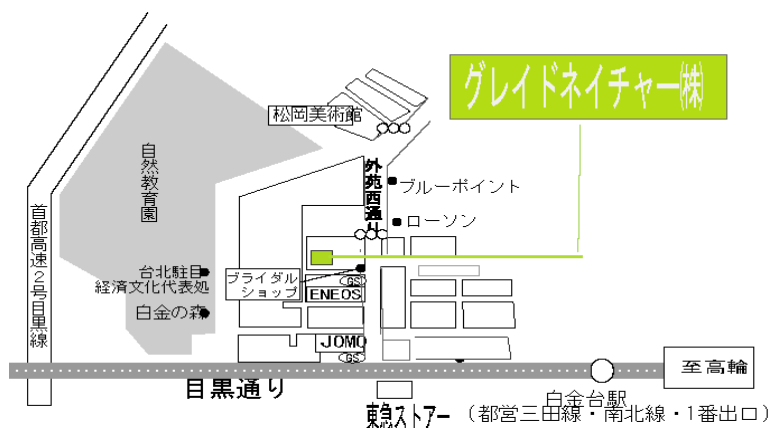 グレイドネイチャー㈱
松岡美術館
自然教育園
外苑西通り
ブルーポイント
ローソン
首都高速2号目黒線
台北駐日
経済文化代表処
ブライダル
ショップ
GS
ENEOS
白金の森
JOMO
GS
至高輪
目黒通り
白金台駅
東急ストアー
（都営三田線・南北線・1番出口）